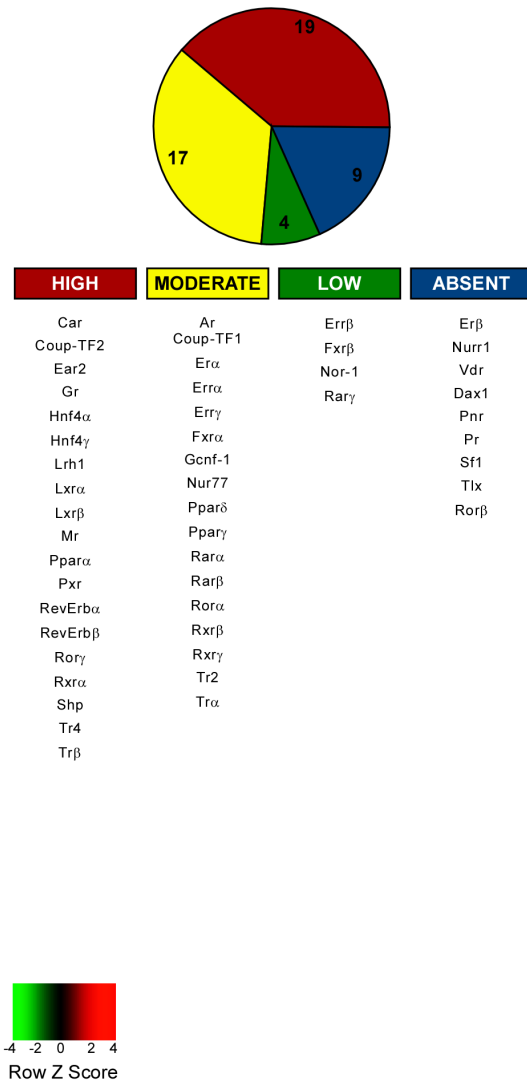 19
17
9
4
HIGH
Car
Coup-TF2
Ear2
Gr
Hnf4α
Hnf4γ
Lrh1
Lxrα
Lxrβ
Mr
Pparα
Pxr
RevErbα
RevErbβ
Rorγ
Rxrα
Shp
Tr4
Trβ
MODERATE
Ar
Coup-TF1
Erα
Errα
Errγ
Fxrα
Gcnf-1
Nur77
Pparδ
Pparγ
Rarα
Rarβ
Rorα
Rxrβ
Rxrγ
Tr2
Trα
LOW
Errβ
Fxrβ
Nor-1
Rarγ
ABSENT
Erβ
Nurr1
Vdr
Dax1
Pnr
Pr
Sf1
Tlx
Rorβ
-4 -2 0 2 4
Row Z Score